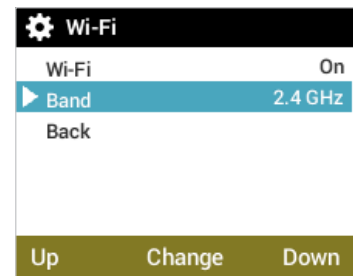 Wi-Fi
Wi-Fi On
Band 2.4 GHz
Back
Up Change Down